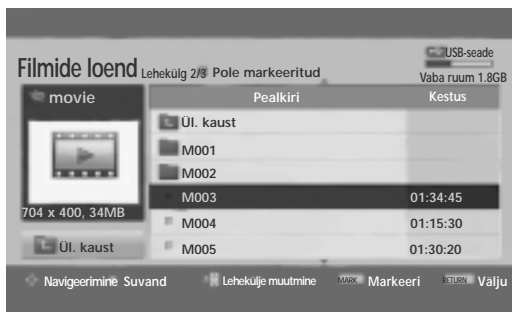 USB-seade
Filmide loend Lehekülg 2/3 Pole markeeritud
Vaba ruum 1.8GB
movie
Pealkiri Kestus
Ül. kaust
M001
M002
M003 01:34:45
704 x 400, 34MB
M004 01:15:30
Ül. kaust
M005 01:30:20
Navigeerimine Suvand Lehekülje muutmine MARK Markeeri RETURN Välju